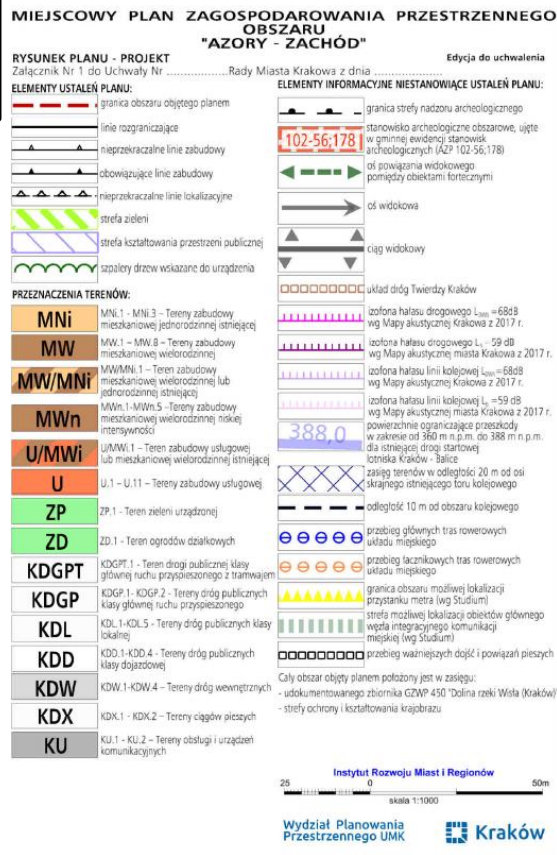 MIEJSCOWY PLAN ZAGOSPODAROWANIA PRZESTRZENNEGO
OBSZARU
"AZORY - ZACHÓD"
RYSUNEK PLANU - PROJEKT
Edycja do uchwalenia
Załącznik Nr 1 do Uchwały Nr ..................Rady Miasta Krakowa z dnia ....................
ELEMENTY USTALEŃ PLANU:
granica obszaru objętego planem
linie rozgraniczające
nieprzekraczalne linie zabudowy
obowiązujące linie zabudowy
nieprzekraczalne linie lokalizacyjne
strefa zieleni
strefa kształtowania przestrzeni publicznej
szpalery drzew wskazane do urządzenia
PRZEZNACZENIA TERENÓW:
MNi
MNi.1 - MNi.3 – Tereny zabudowy
mieszkaniowej jednorodzinnej istniejącej
MW
MW.1 – MW.8 – Tereny zabudowy
mieszkaniowej wielorodzinnej
MW/MNi
MW/MNi.1 – Teren zabudowy
mieszkaniowej wielorodzinnej lub
jednorodzinnej istniejącej
MWn
MWn.1-MWn.5 –Tereny zabudowy
mieszkaniowej wielorodzinnej niskiej
intensywności
U/MWi
U/MWi.1 – Teren zabudowy usługowej
lub mieszkaniowej wielorodzinnej istniejącej
U
U.1 – U.11 – Tereny zabudowy usługowej
ZP
ZP.1 - Teren zieleni urządzonej
ZD
ZD.1 - Teren ogrodów działkowych
KDGPT
KDGPT.1 - Teren drogi publicznej klasy
głównej ruchu przyspieszonego z tramwajem
KDGP
KDGP.1- KDGP.2 - Tereny dróg publicznych
klasy głównej ruchu przyspieszonego
KDL
KDL.1-KDL.5 - Tereny dróg publicznych klasy
lokalnej
KDD
KDD.1-KDD.4 - Tereny dróg publicznych
klasy dojazdowej
KDW
KDW.1-KDW.4 – Tereny dróg wewnętrznych
KDX
KDX.1 - KDX.2 – Tereny ciągów pieszych
KU
KU.1 - KU.2 – Tereny obsługi i urządzeń
komunikacyjnych
ELEMENTY INFORMACYJNE NIESTANOWIĄCE USTALEŃ PLANU:
granica strefy nadzoru archeologicznego
102-56;178
stanowisko archeologiczne obszarowe, ujęte
w gminnej ewidencji stanowisk
archeologicznych (AZP 102-56;178)
oś powiązania widokowego
pomiędzy obiektami fortecznymi
oś widokowa
ciąg widokowy
układ dróg Twierdzy Kraków
izofona hałasu drogowego =68dB
wg Mapy akustycznej Krakowa z 2017 r.
izofona hałasu drogowego 59 dB
wg Mapy akustycznej miasta Krakowa z 2017 r.
izofona hałasu linii kolejowej =68dB
wg Mapy akustycznej Krakowa z 2017 r.
izofona hałasu linii kolejowej =59 dB
wg Mapy akustycznej miasta Krakowa z 2017 r.
388,0
powierzchnie ograniczające przeszkody
w zakresie od 360 m n.p.m. do 388 m n.p.m.
dla istniejącej drogi startowej
lotniska Kraków - Balice
zasięg terenów w odległości 20 m od osi
skrajnego istniejącego toru kolejowego
odległość 10 m od obszaru kolejowego
przebieg głównych tras rowerowych
układu miejskiego
przebieg łącznikowych tras rowerowych
układu miejskiego
granica obszaru możliwej lokalizacji
przystanku metra (wg Studium)
strefa możliwej lokalizacji obiektów głównego
węzła integracyjnego komunikacji
miejskiej (wg Studium)
przebieg ważniejszych dojść i powiązań pieszych
Cały obszar objęty planem położony jest w zasięgu:
- udokumentowanego zbiornika GZWP 450 "Dolina rzeki Wisła (Kraków)"
- strefy ochrony i kształtowania krajobrazu
Instytut Rozwoju Miast i Regionów
25 0 50m
skala 1:1000
Wydział Planowania
Przestrzennego UMK
Kraków